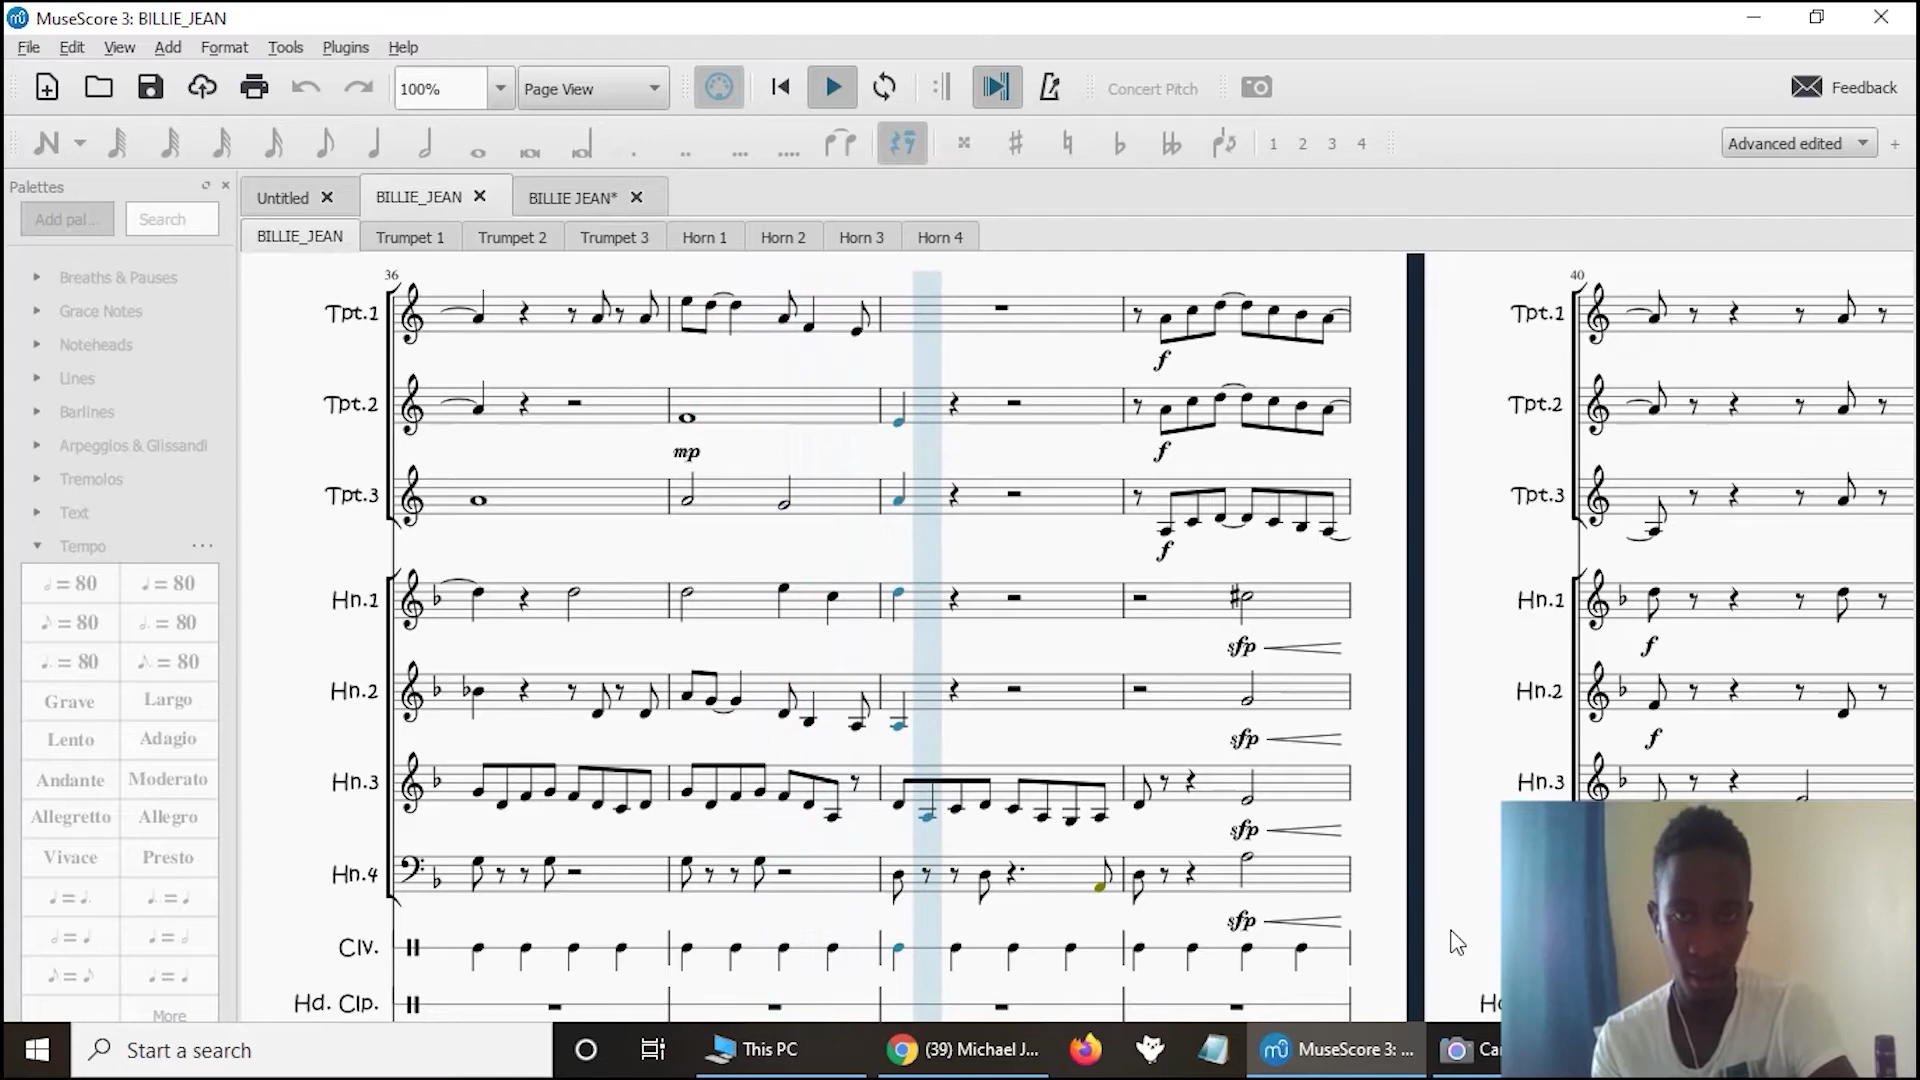 MuseScore 3: BILLIE_JEAN
File Edit View Add Format Tools Plugins Help
100% Page View Concert Pitch Feedback
1 2 3 4 Advanced edited +
Palettes
Add pal... Search
Untitled BILLIE_JEAN BILLIE JEAN*
BILLIE_JEAN Trumpet 1 Trumpet 2 Trumpet 3 Horn 1 Horn 2 Horn 3 Horn 4
Breaths & Pauses
Grace Notes
Noteheads
Lines
Barlines
Arpeggios & Glissandi
Tremolos
Text
Tempo ...
= 80 = 80
= 80 = 80
= 80 = 80
Grave Largo
Lento Adagio
Andante Moderato
Allegretto Allegro
Vivace Presto
More
36 40
Tpt.1 Tpt.1
f
Tpt.2 Tpt.2
mp f
Tpt.3 Tpt.3
f
Hn.1 Hn.1
sfp f
Hn.2 Hn.2
sfp f
Hn.3 Hn.3
sfp
Hn.4
sfp
Clv.
Hd. Clp.
Start a search This PC (39) Michael J... MuseScore 3: ...